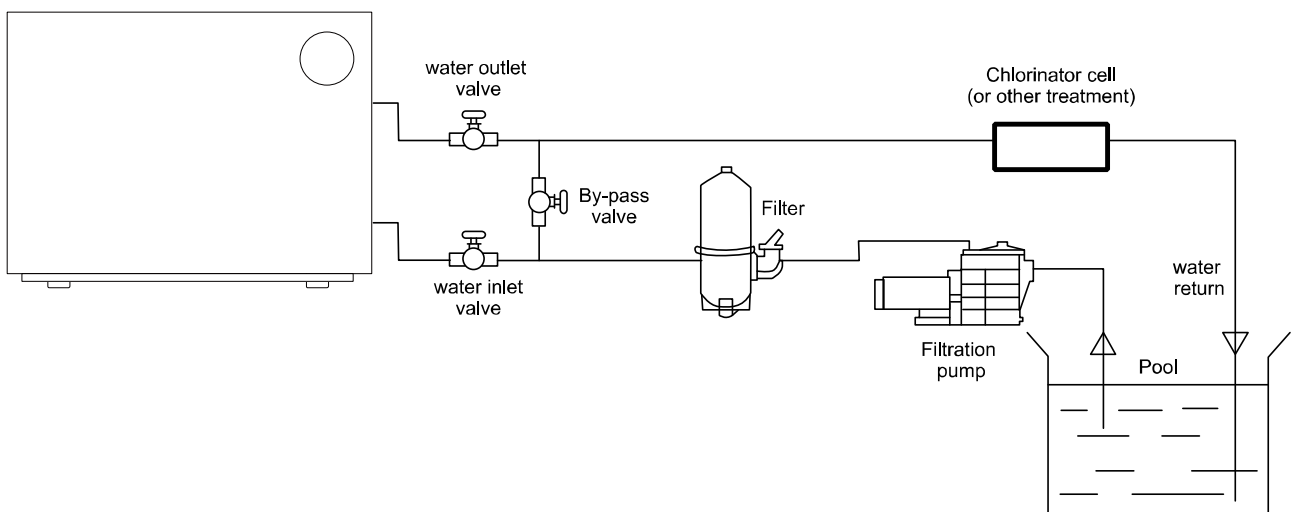 water outlet
valve
Chlorinator cell
(or other treatment)
By-pass
valve
Filter
water inlet
valve
water
return
Filtration
pump
Pool